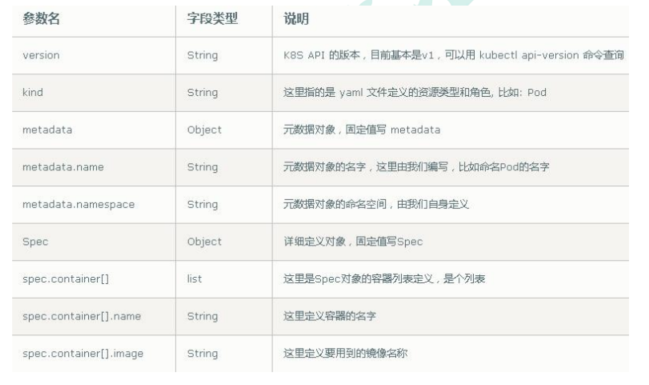 参数名 字段类型 说明
version String K8S API 的版本，目前基本是v1，可以用 kubectl api-version 命令查询
kind String 这里指的是 yaml 文件定义的资源类型和角色, 比如: Pod
metadata Object 元数据对象，固定值写 metadata
metadata.name String 元数据对象的名字，这里由我们编写，比如命名Pod的名字
metadata.namespace String 元数据对象的命名空间，由我们自身定义
Spec Object 详细定义对象，固定值写Spec
spec.container[] list 这里是Spec对象的容器列表定义，是个列表
spec.container[].name String 这里定义容器的名字
spec.container[].image String 这里定义要用到的镜像名称